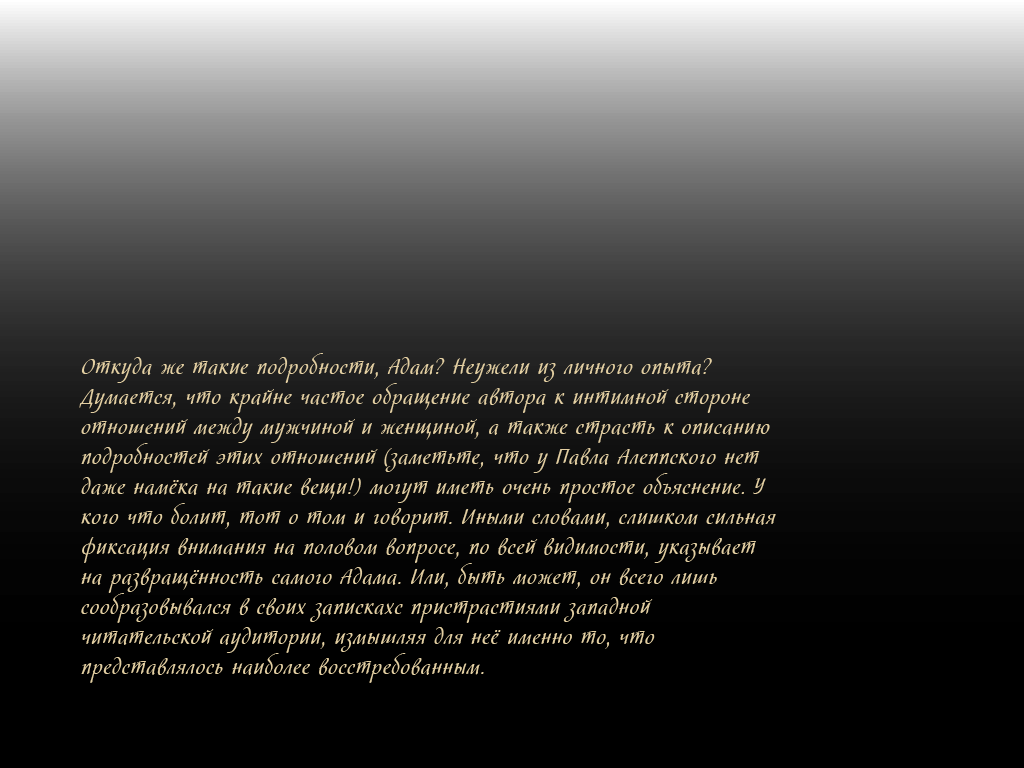 Откуда же такие подробности, Адам? Неужели из личного опыта?
Думается, что крайне частое обращение автора к интимной стороне
отношений между мужчиной и женщиной, а также страсть к описанию
подробностей этих отношений (заметьте, что у Павла Алеппского нет
даже намёка на такие вещи!) могут иметь очень простое объяснение. У
кого что болит, тот о том и говорит. Иными словами, слишком сильная
фиксация внимания на половом вопросе, по всей видимости, указывает
на развращённость самого Адама. Или, быть может, он всего лишь
сообразовывался в своих запискахс пристрастиями западной
читательской аудитории, измышляя для неё именно то, что
представлялось наиболее восстребованным.